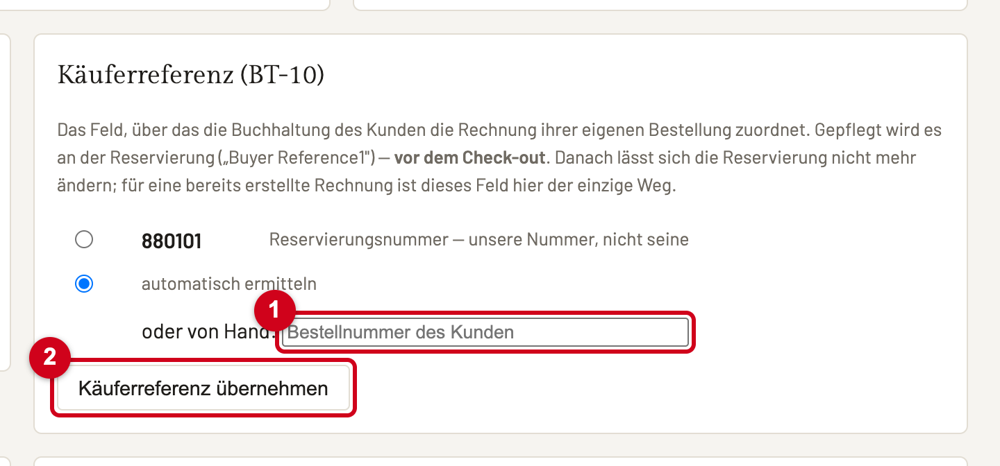 Käuferreferenz (BT-10)
Das Feld, über das die Buchhaltung des Kunden die Rechnung ihrer eigenen Bestellung zuordnet. Gepflegt wird es
an der Reservierung („Buyer Reference1") — vor dem Check-out. Danach lässt sich die Reservierung nicht mehr
ändern; für eine bereits erstellte Rechnung ist dieses Feld hier der einzige Weg.
880101 Reservierungsnummer — unsere Nummer, nicht seine
automatisch ermitteln
1
oder von Hand: Bestellnummer des Kunden
2
Käuferreferenz übernehmen